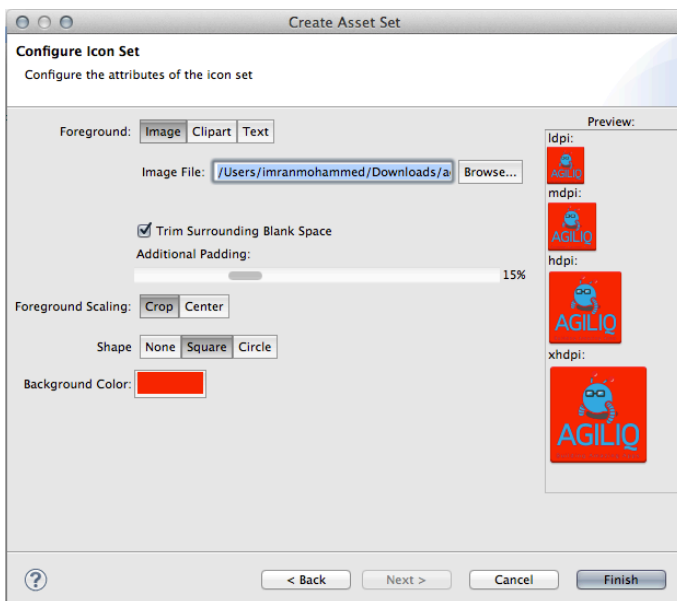 Create Asset Set
Configure Icon Set
Configure the attributes of the icon set
Foreground: Image Clipart Text
Image File: /Users/imranmohammed/Downloads/a Browse...
Trim Surrounding Blank Space
Additional Padding:
15%
Foreground Scaling: Crop Center
Shape None Square Circle
Background Color:
Preview:
ldpi:
AGILIQ
mdpi:
AGILIQ
hdpi:
AGILIQ
xhdpi:
AGILIQ
? < Back Next > Cancel Finish